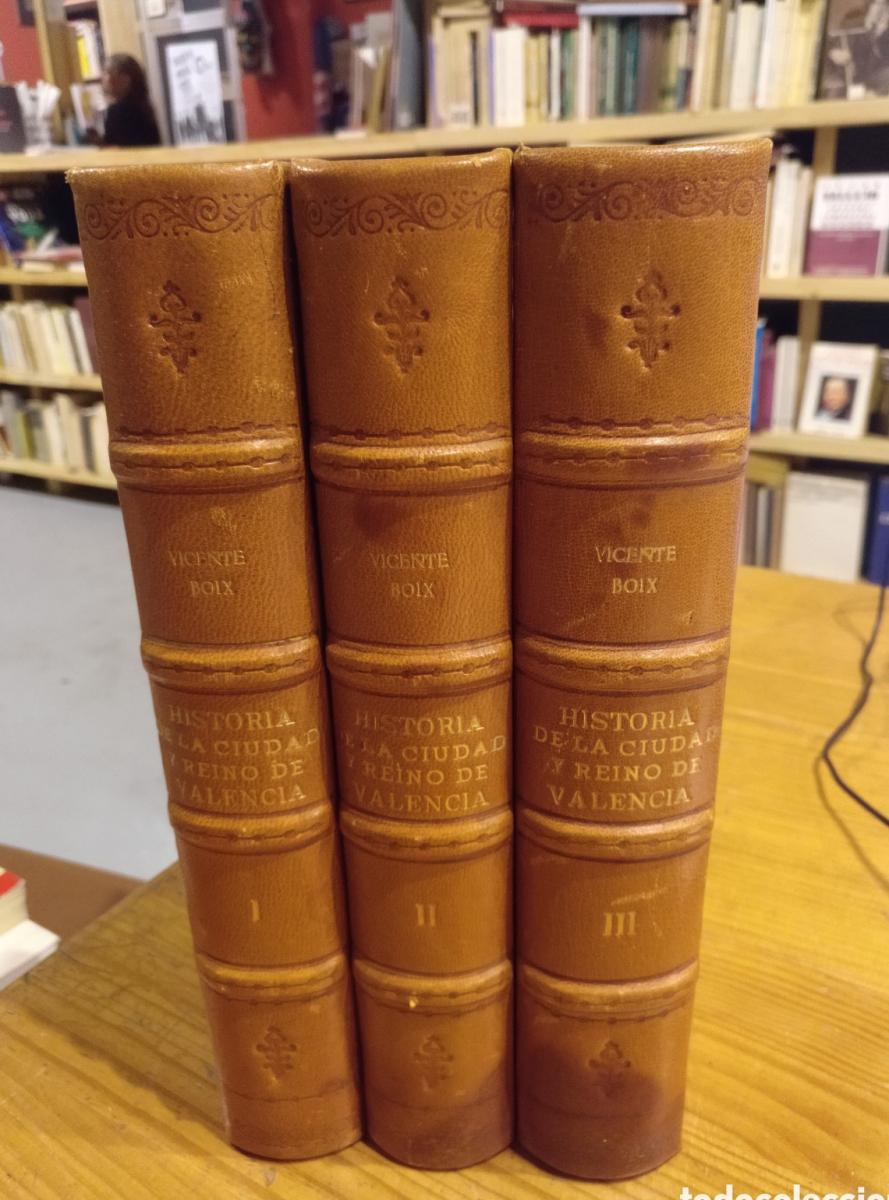 VICENTE
BOIX
HISTORIA
DE LA CIUDAD
Y REINO DE
VALENCIA
I
VICENTE
BOIX
HISTORIA
DE LA CIUDAD
Y REINO DE
VALENCIA
II
VICENTE
BOIX
HISTORIA
DE LA CIUDAD
Y REINO DE
VALENCIA
III